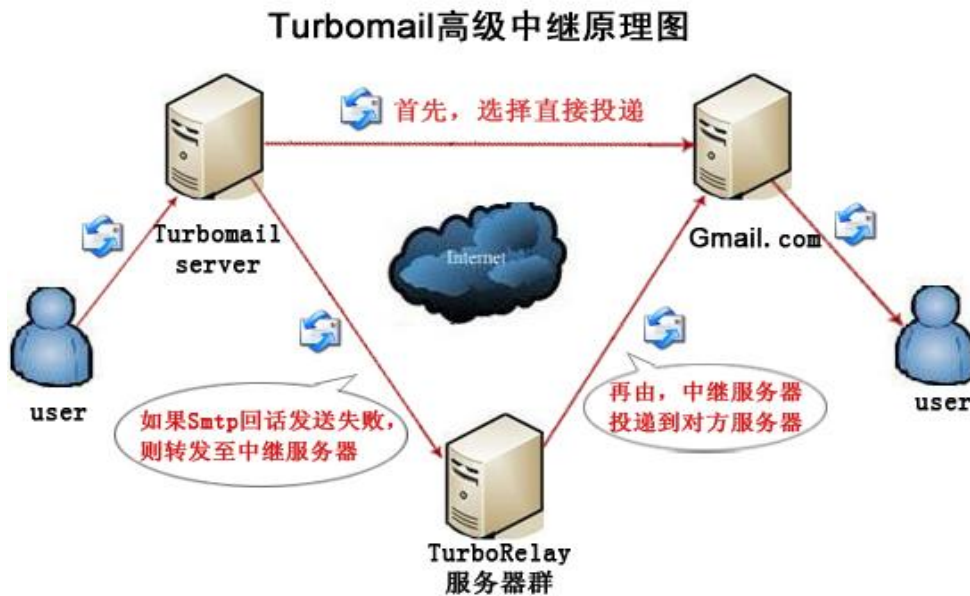 Turbomail高级中继原理图
首先，选择直接投递
Turbomail
server
Gmail.com
Internet
user
user
如果Smtp回话发送失败，
则转发至中继服务器
再由，中继服务器
投递到对方服务器
TurboRelay
服务器群